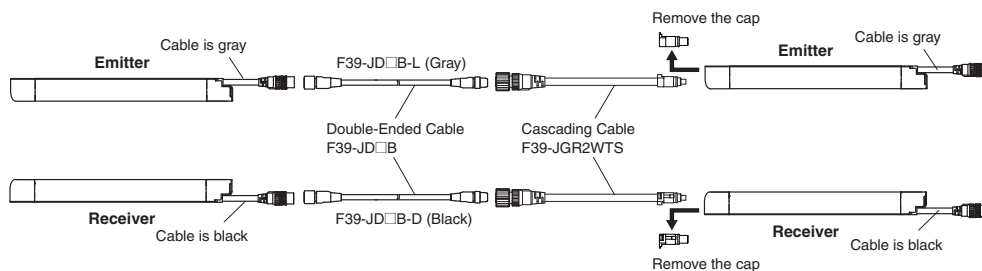 Remove the cap
Cable is gray
Emitter
F39-JD□B-L (Gray)
Emitter
Cable is gray
Double-Ended Cable
F39-JD□B
Cascading Cable
F39-JGR2WTS
Receiver
Cable is black
F39-JD□B-D (Black)
Receiver
Cable is black
Remove the cap